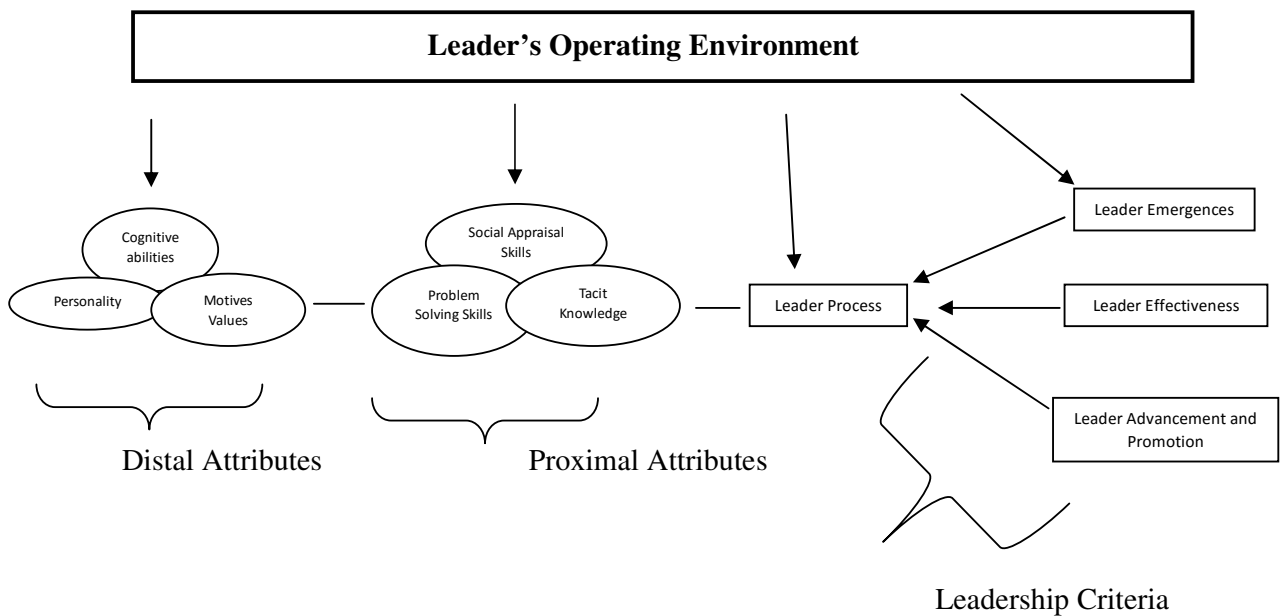 Leader’s Operating Environment
Leader Emergences
Cognitive
abilities
Social Appraisal
Skills
Personality
Motives
Values
Problem
Solving Skills
Tacit
Knowledge
Leader Process
Leader Effectiveness
Leader Advancement and
Promotion
Distal Attributes
Proximal Attributes
Leadership Criteria